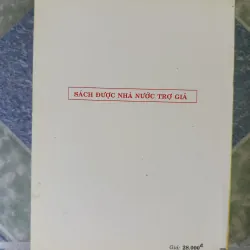 SÁCH ĐƯỢC NHÀ NƯỚC TRỢ GIÁ
Giá: 28.000đ